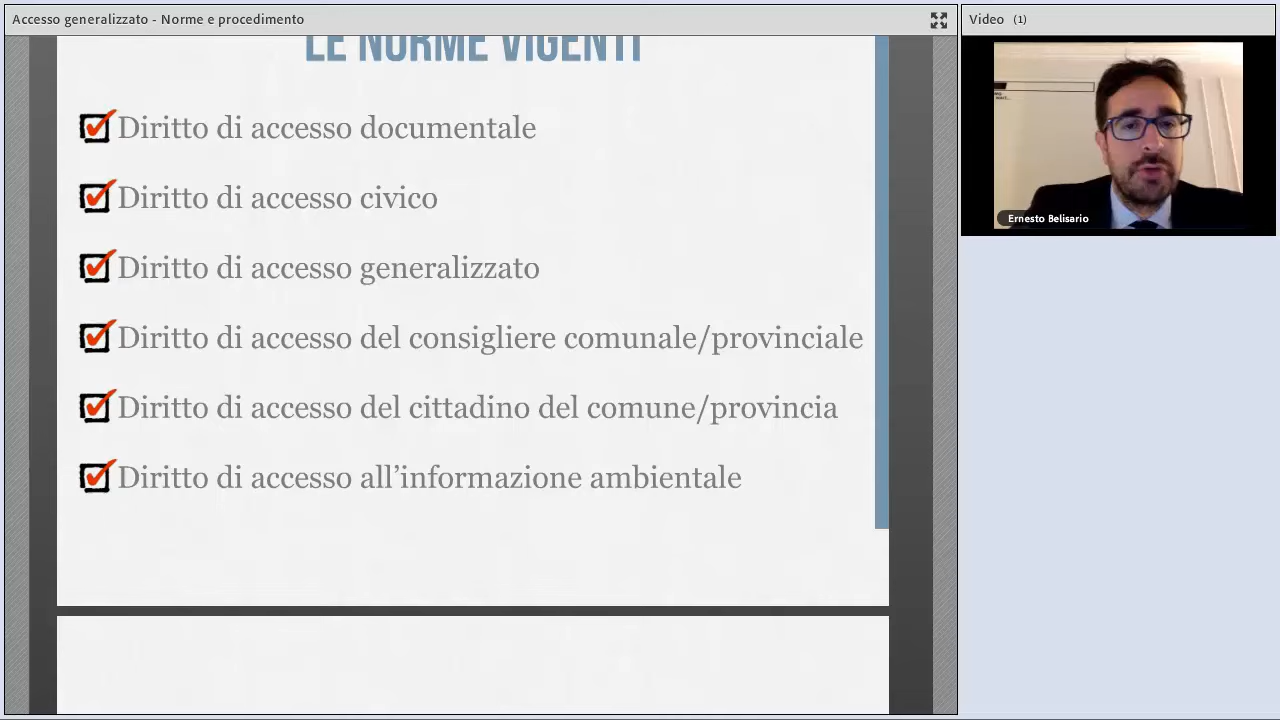 Accesso generalizzato - Norme e procedimento
Video (1)
LE NORME VIGENTI
Diritto di accesso documentale
Diritto di accesso civico
Diritto di accesso generalizzato
Diritto di accesso del consigliere comunale/provinciale
Diritto di accesso del cittadino del comune/provincia
Diritto di accesso all’informazione ambientale
Ernesto Belisario